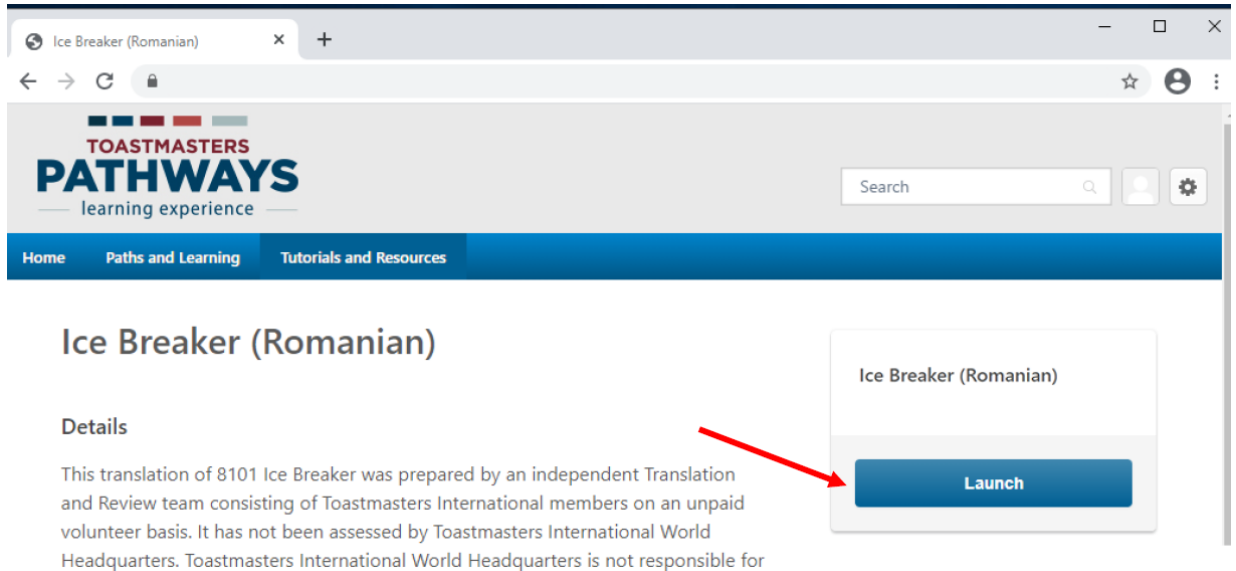 Ice Breaker (Romanian)
TOASTMASTERS
PATHWAYS
learning experience
Search
Home Paths and Learning Tutorials and Resources
Ice Breaker (Romanian)
Details
This translation of 8101 Ice Breaker was prepared by an independent Translation
and Review team consisting of Toastmasters International members on an unpaid
volunteer basis. It has not been assessed by Toastmasters International World
Headquarters. Toastmasters International World Headquarters is not responsible for
Ice Breaker (Romanian)
Launch